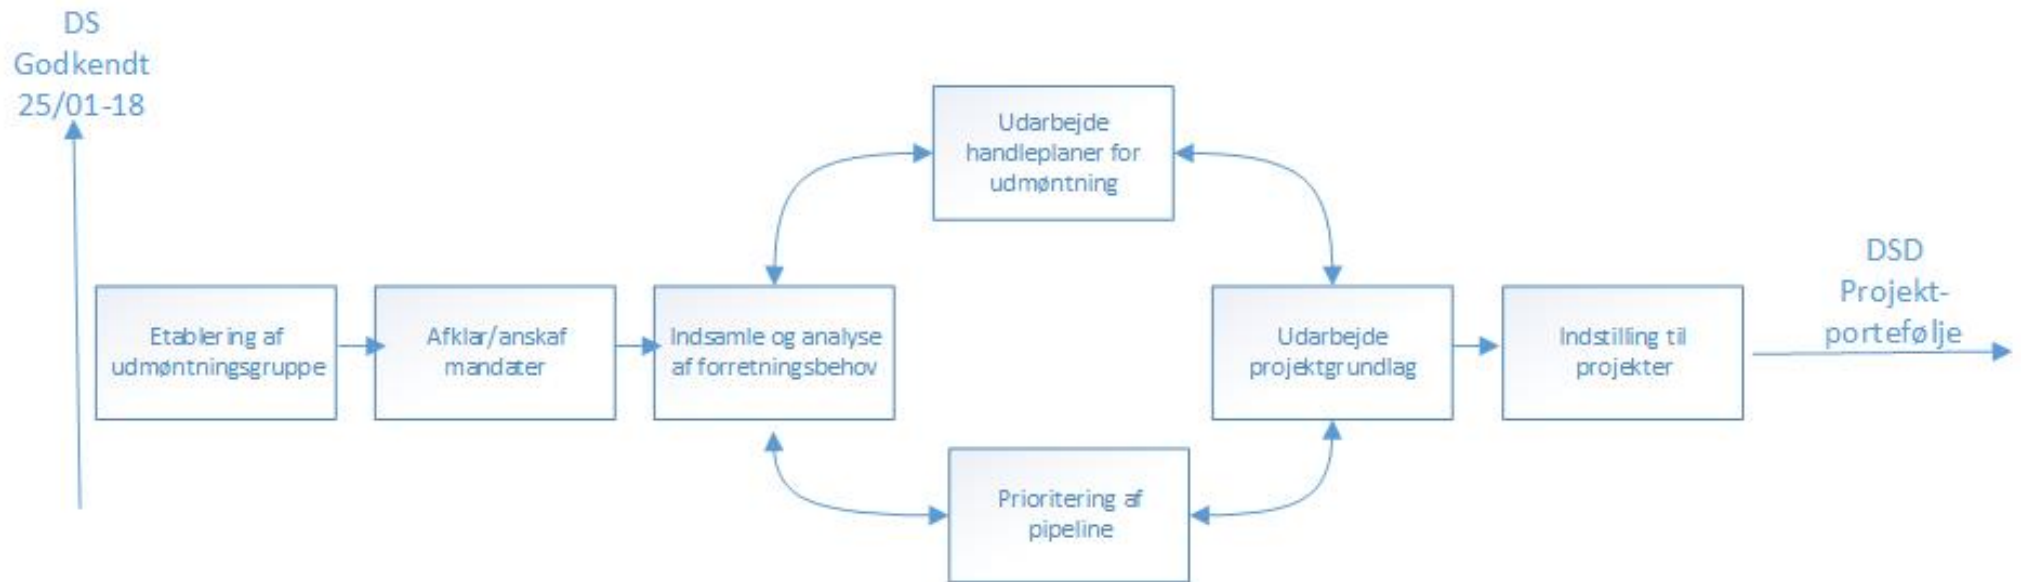 DS
Godkendt
25/01-18
Udarbejde
handleplaner for
udmøntning
Etablering af
udmøntningsgruppe
Afklar/anskaf
mandater
Indsamle og analyse
af forretningsbehov
Udarbejde
projektgrundlag
Indstilling til
projekter
DSD
Projekt-
portefølje
Prioritering af
pipeline